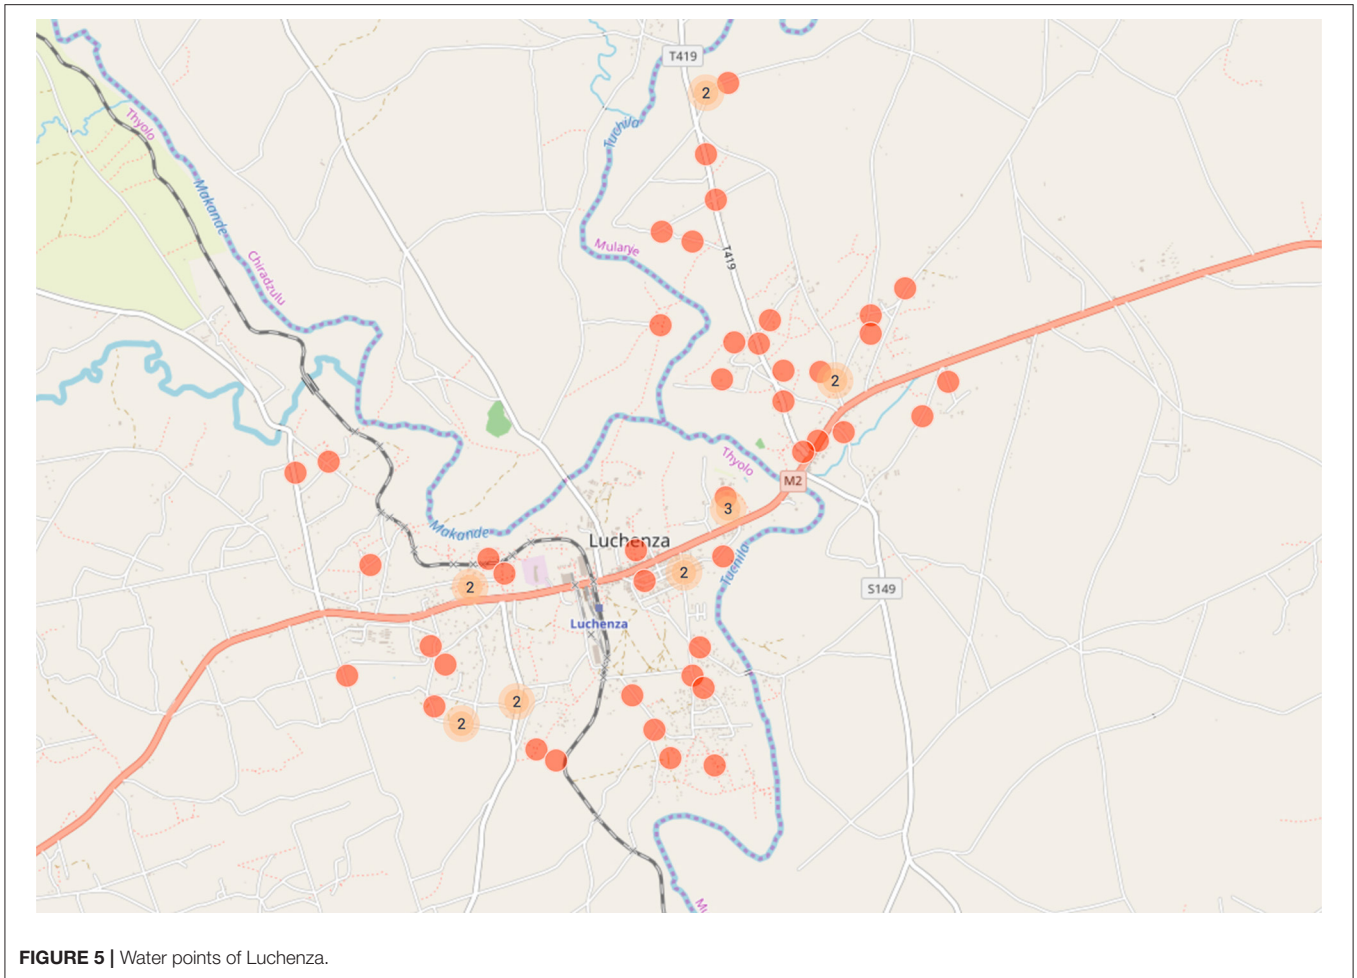 T419
2
Tuchila
Thyolo
Makande
Mulanje
T419
Chiradzulu
2
Thyolo
M2
3
Makande
Luchenza
Tuchila
2
2
S149
Luchenza
2
2
FIGURE 5 | Water points of Luchenza.